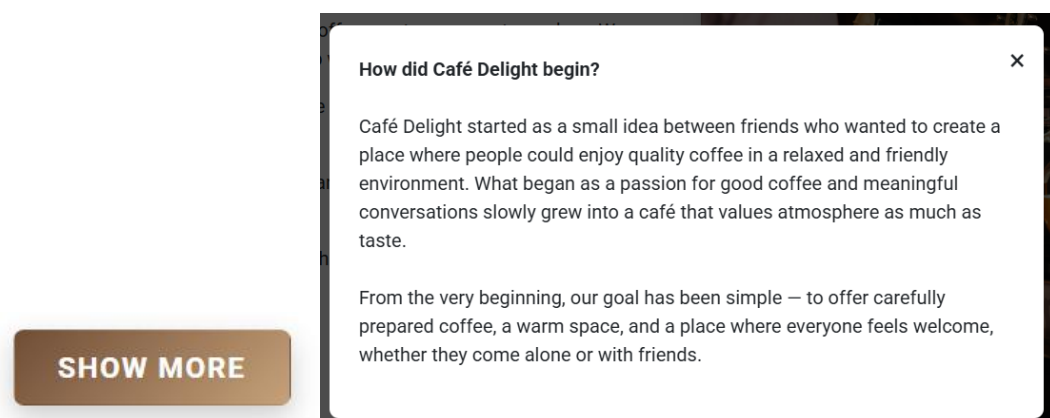 SHOW MORE
How did Café Delight begin?
Café Delight started as a small idea between friends who wanted to create a
place where people could enjoy quality coffee in a relaxed and friendly
environment. What began as a passion for good coffee and meaningful
conversations slowly grew into a café that values atmosphere as much as
taste.
From the very beginning, our goal has been simple — to offer carefully
prepared coffee, a warm space, and a place where everyone feels welcome,
whether they come alone or with friends.